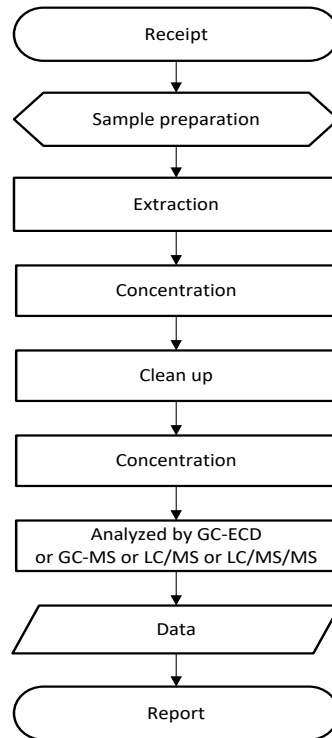 Receipt
Sample preparation
Extraction
Concentration
Clean up
Concentration
Analyzed by GC-ECD
or GC-MS or LC/MS or LC/MS/MS
Data
Report